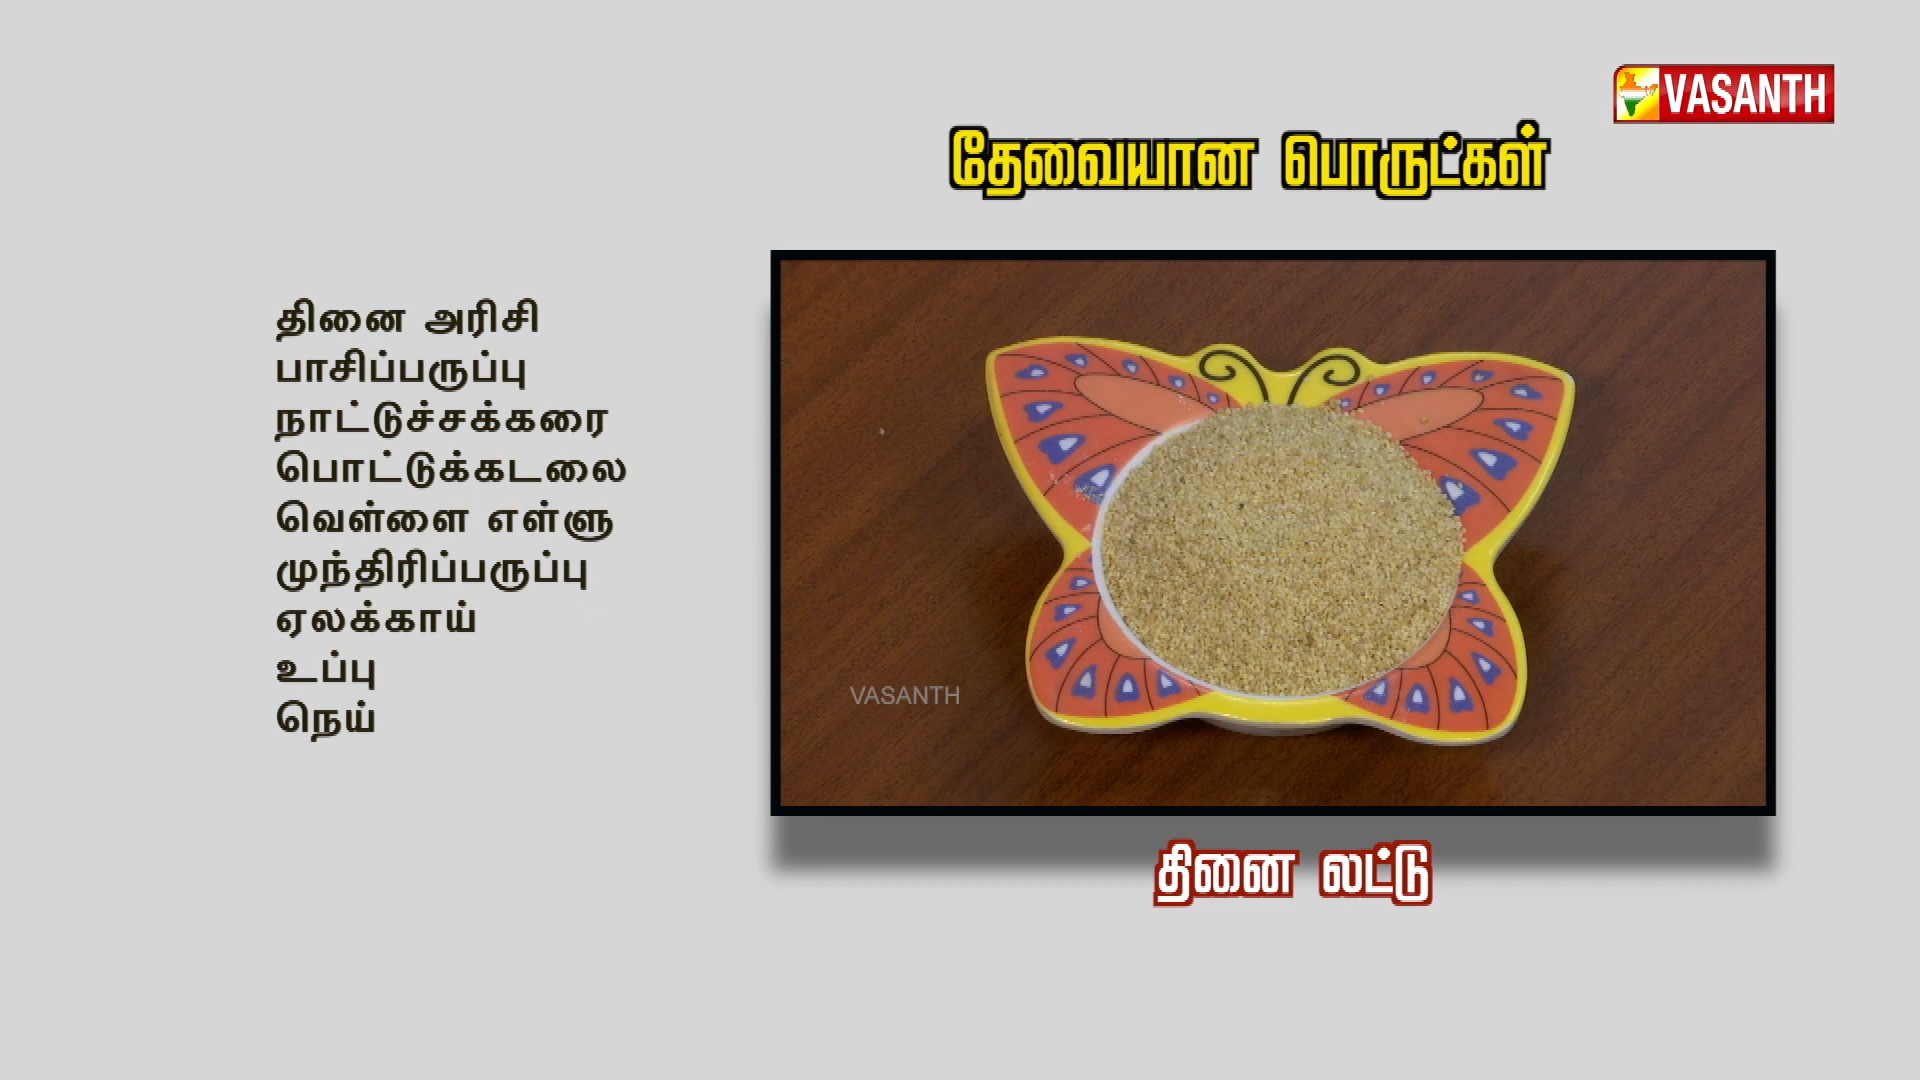 VASANTH
தேவையான பொருட்கள்
தினை அரிசி
பாசிப்பருப்பு
நாட்டுச்சக்கரை
பொட்டுக்கடலை
வெள்ளை எள்ளு
முந்திரிப்பருப்பு
ஏலக்காய்
உப்பு
நெய்
VASANTH
தினை லட்டு